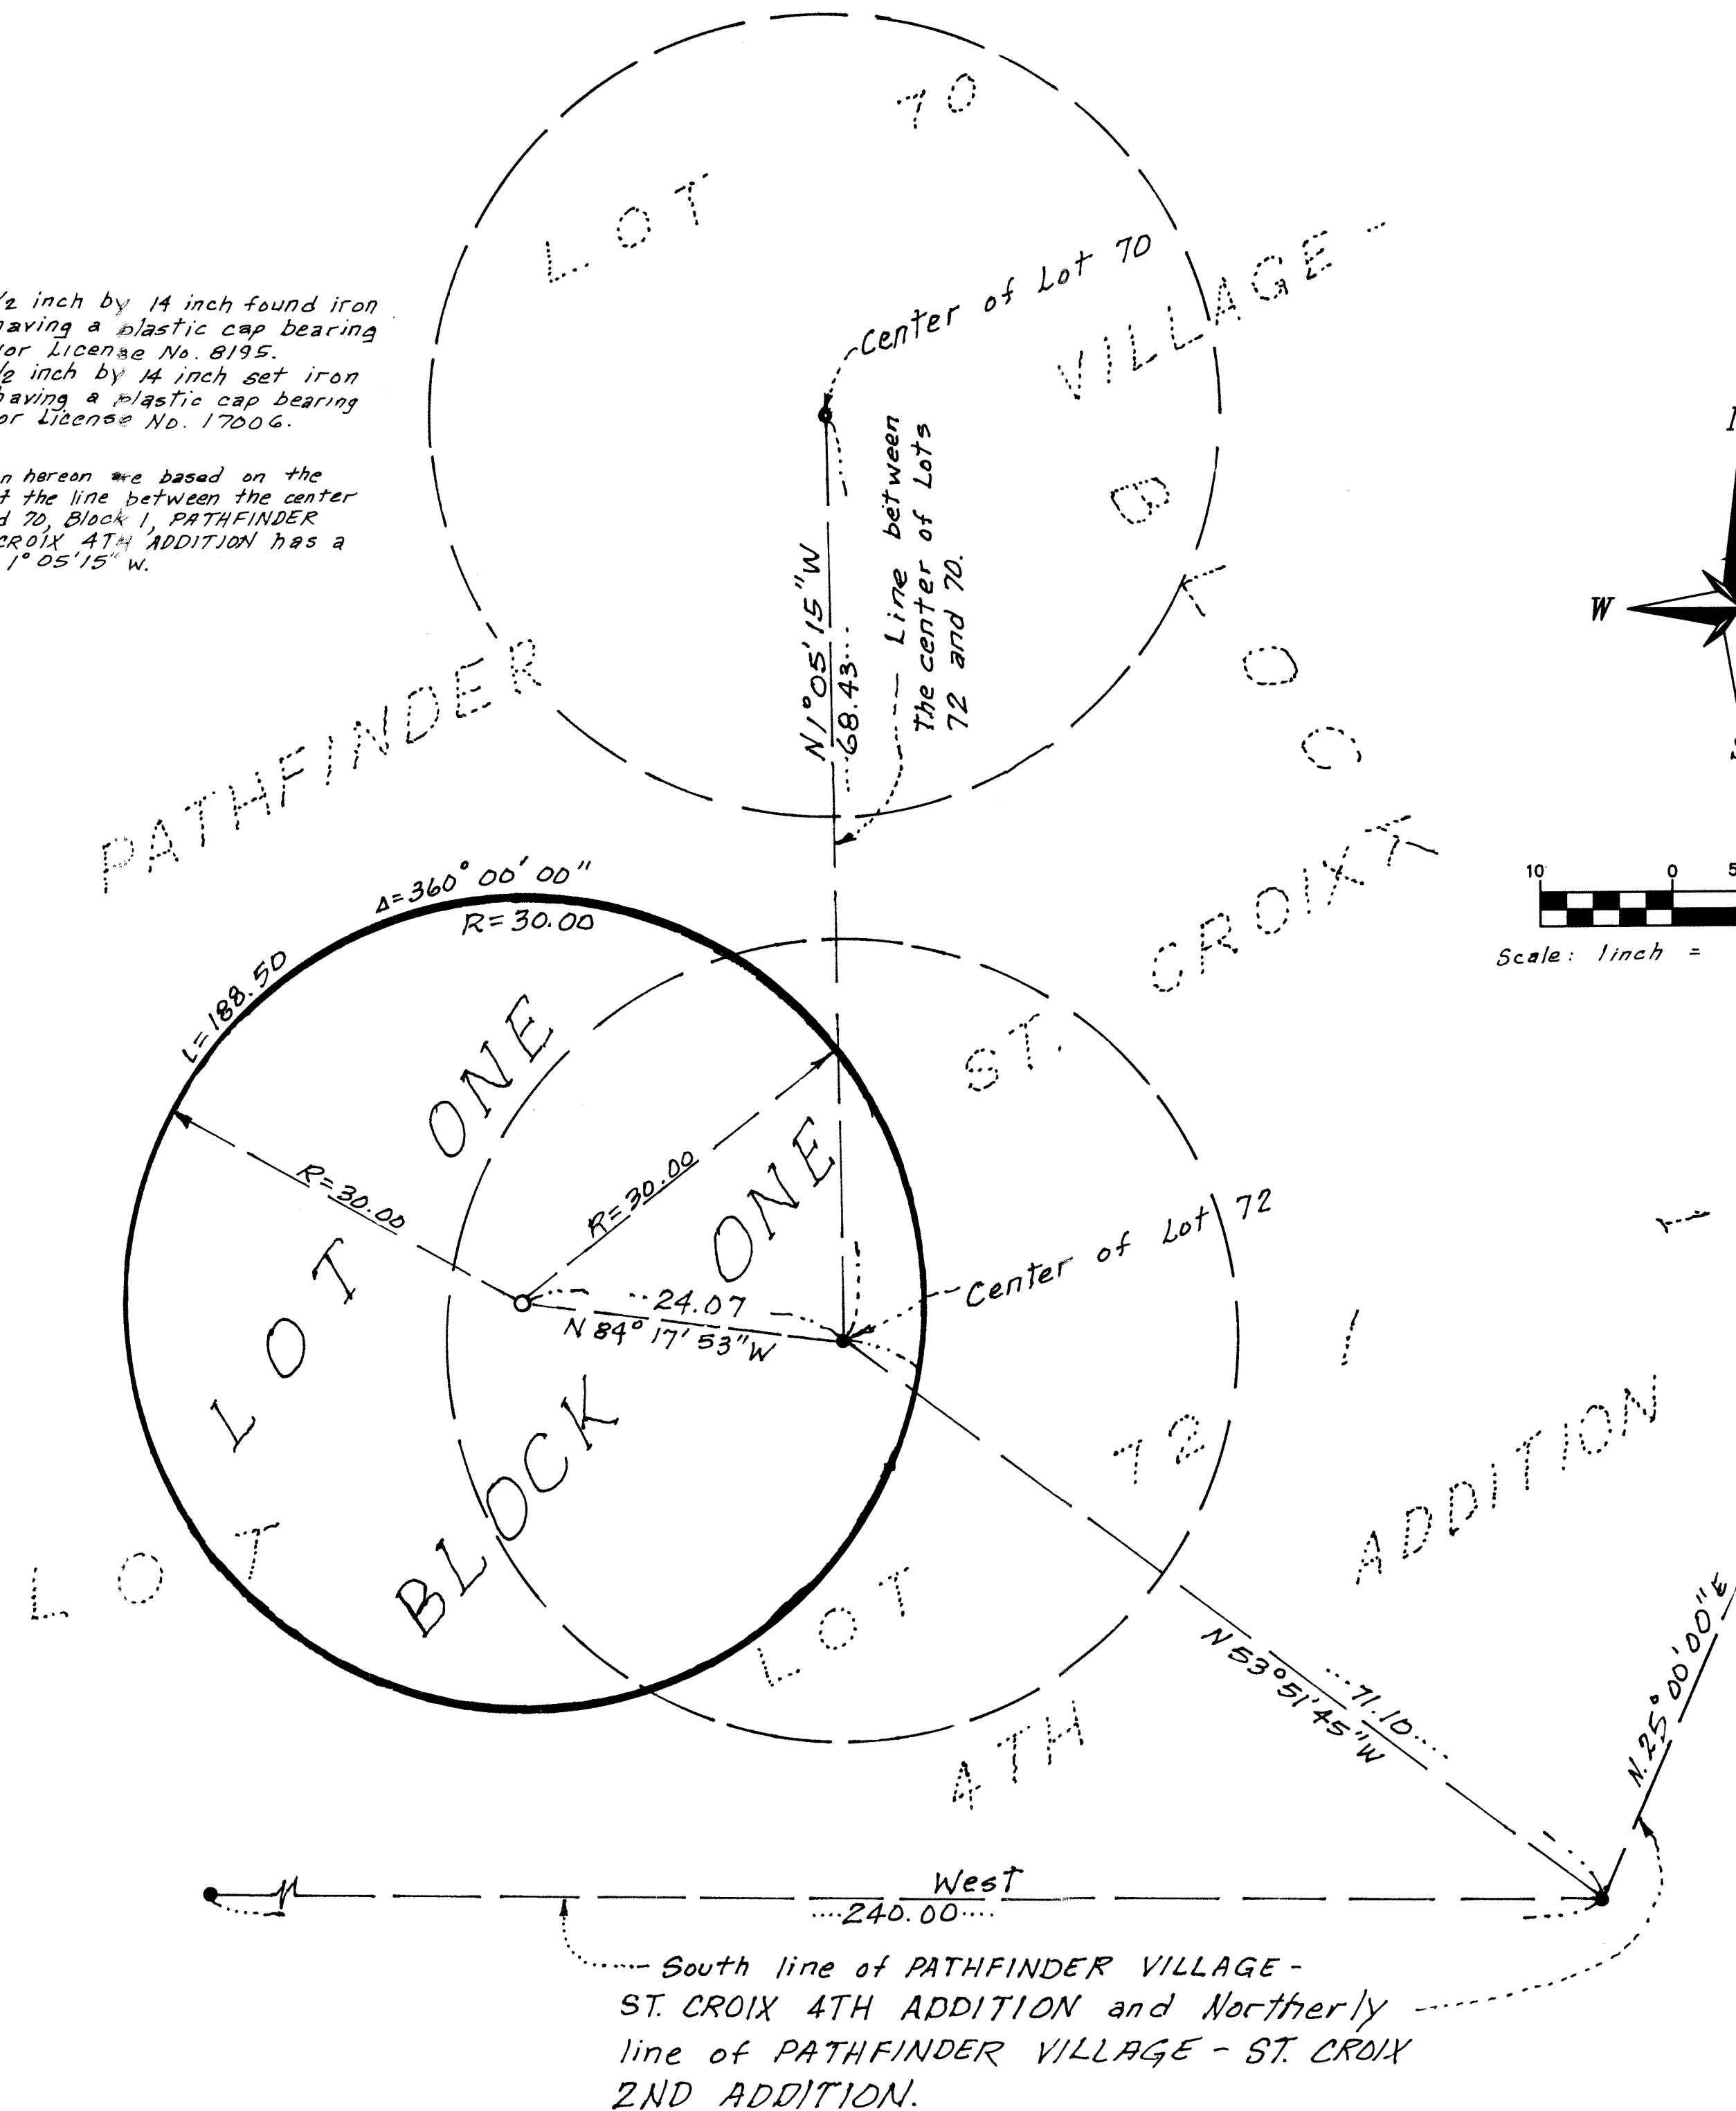 /2 inch by 14 inch found iron
having a plastic cap bearing
or License No. 8195.
/2 inch by 14 inch set iron
having a plastic cap bearing
or License No. 17006.
n hereon are based on the
t the line between the center
d 70, Block 1, PATHFINDER
CROIX 4TH ADDITION has a
1° 05' 15" W.
LOT 70
Center of Lot 70
PATHFINDER VILLAGE -
BLOCK 1
N 1° 05' 15" W
68.43
Line between
The center of Lots
72 and 70.
W
10 0 5
Scale: 1 inch =
Δ=360° 00' 00"
R=30.00
L=188.50
ST. CROIX
LOT ONE
BLOCK ONE
R=30.00
R=30.00
24.07
N 84° 17' 53" W
Center of Lot 72
LOT 72
LOT
1
4TH ADDITION
N 53° 51' 45" W
71.10
N. 25° 00' 00" E
West
240.00
South line of PATHFINDER VILLAGE -
ST. CROIX 4TH ADDITION and Northerly
line of PATHFINDER VILLAGE - ST. CROIX
2ND ADDITION.